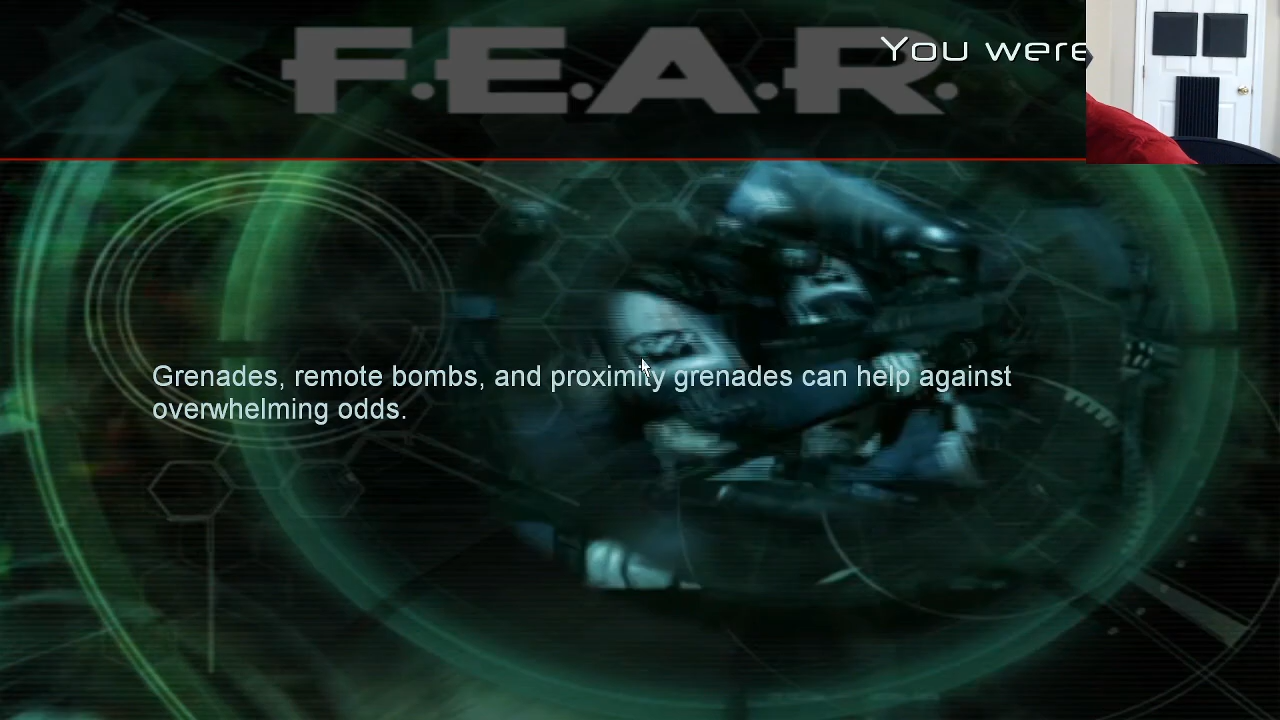 F.E.A.R.
You were
Grenades, remote bombs, and proximity grenades can help against
overwhelming odds.